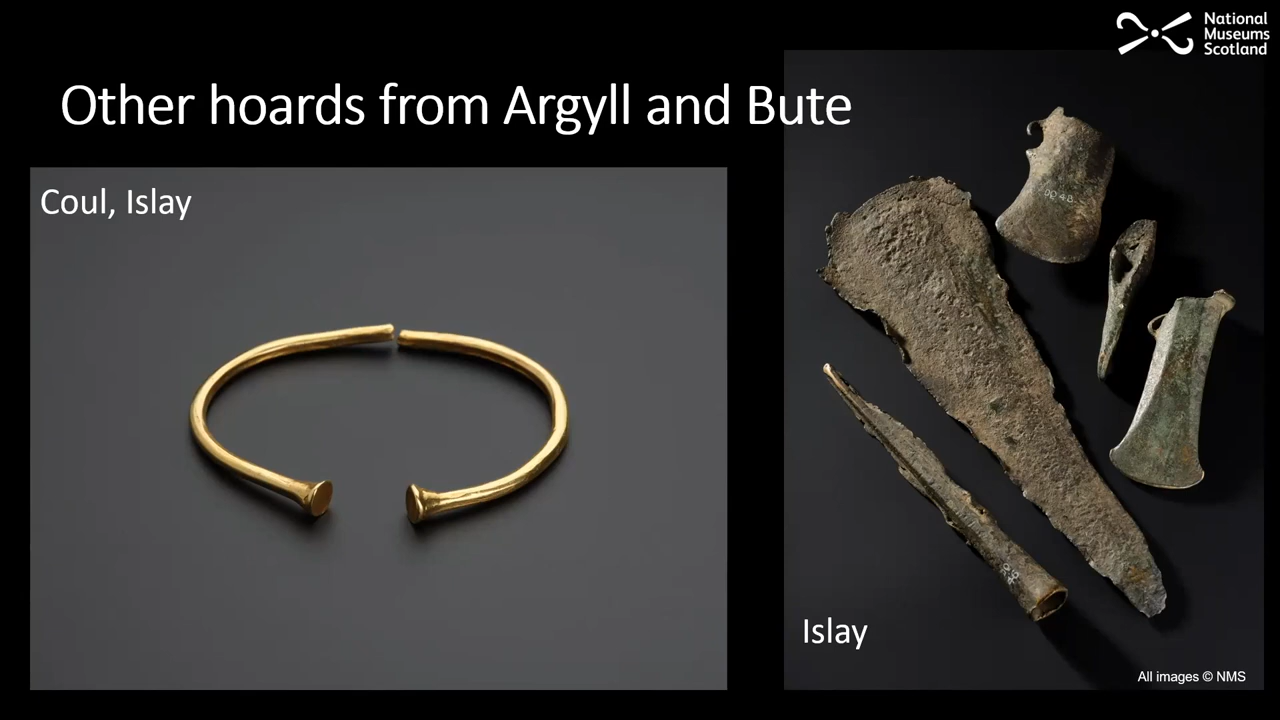 National
Museums
Scotland
Other hoards from Argyll and Bute
Coul, Islay
Islay
All images © NMS